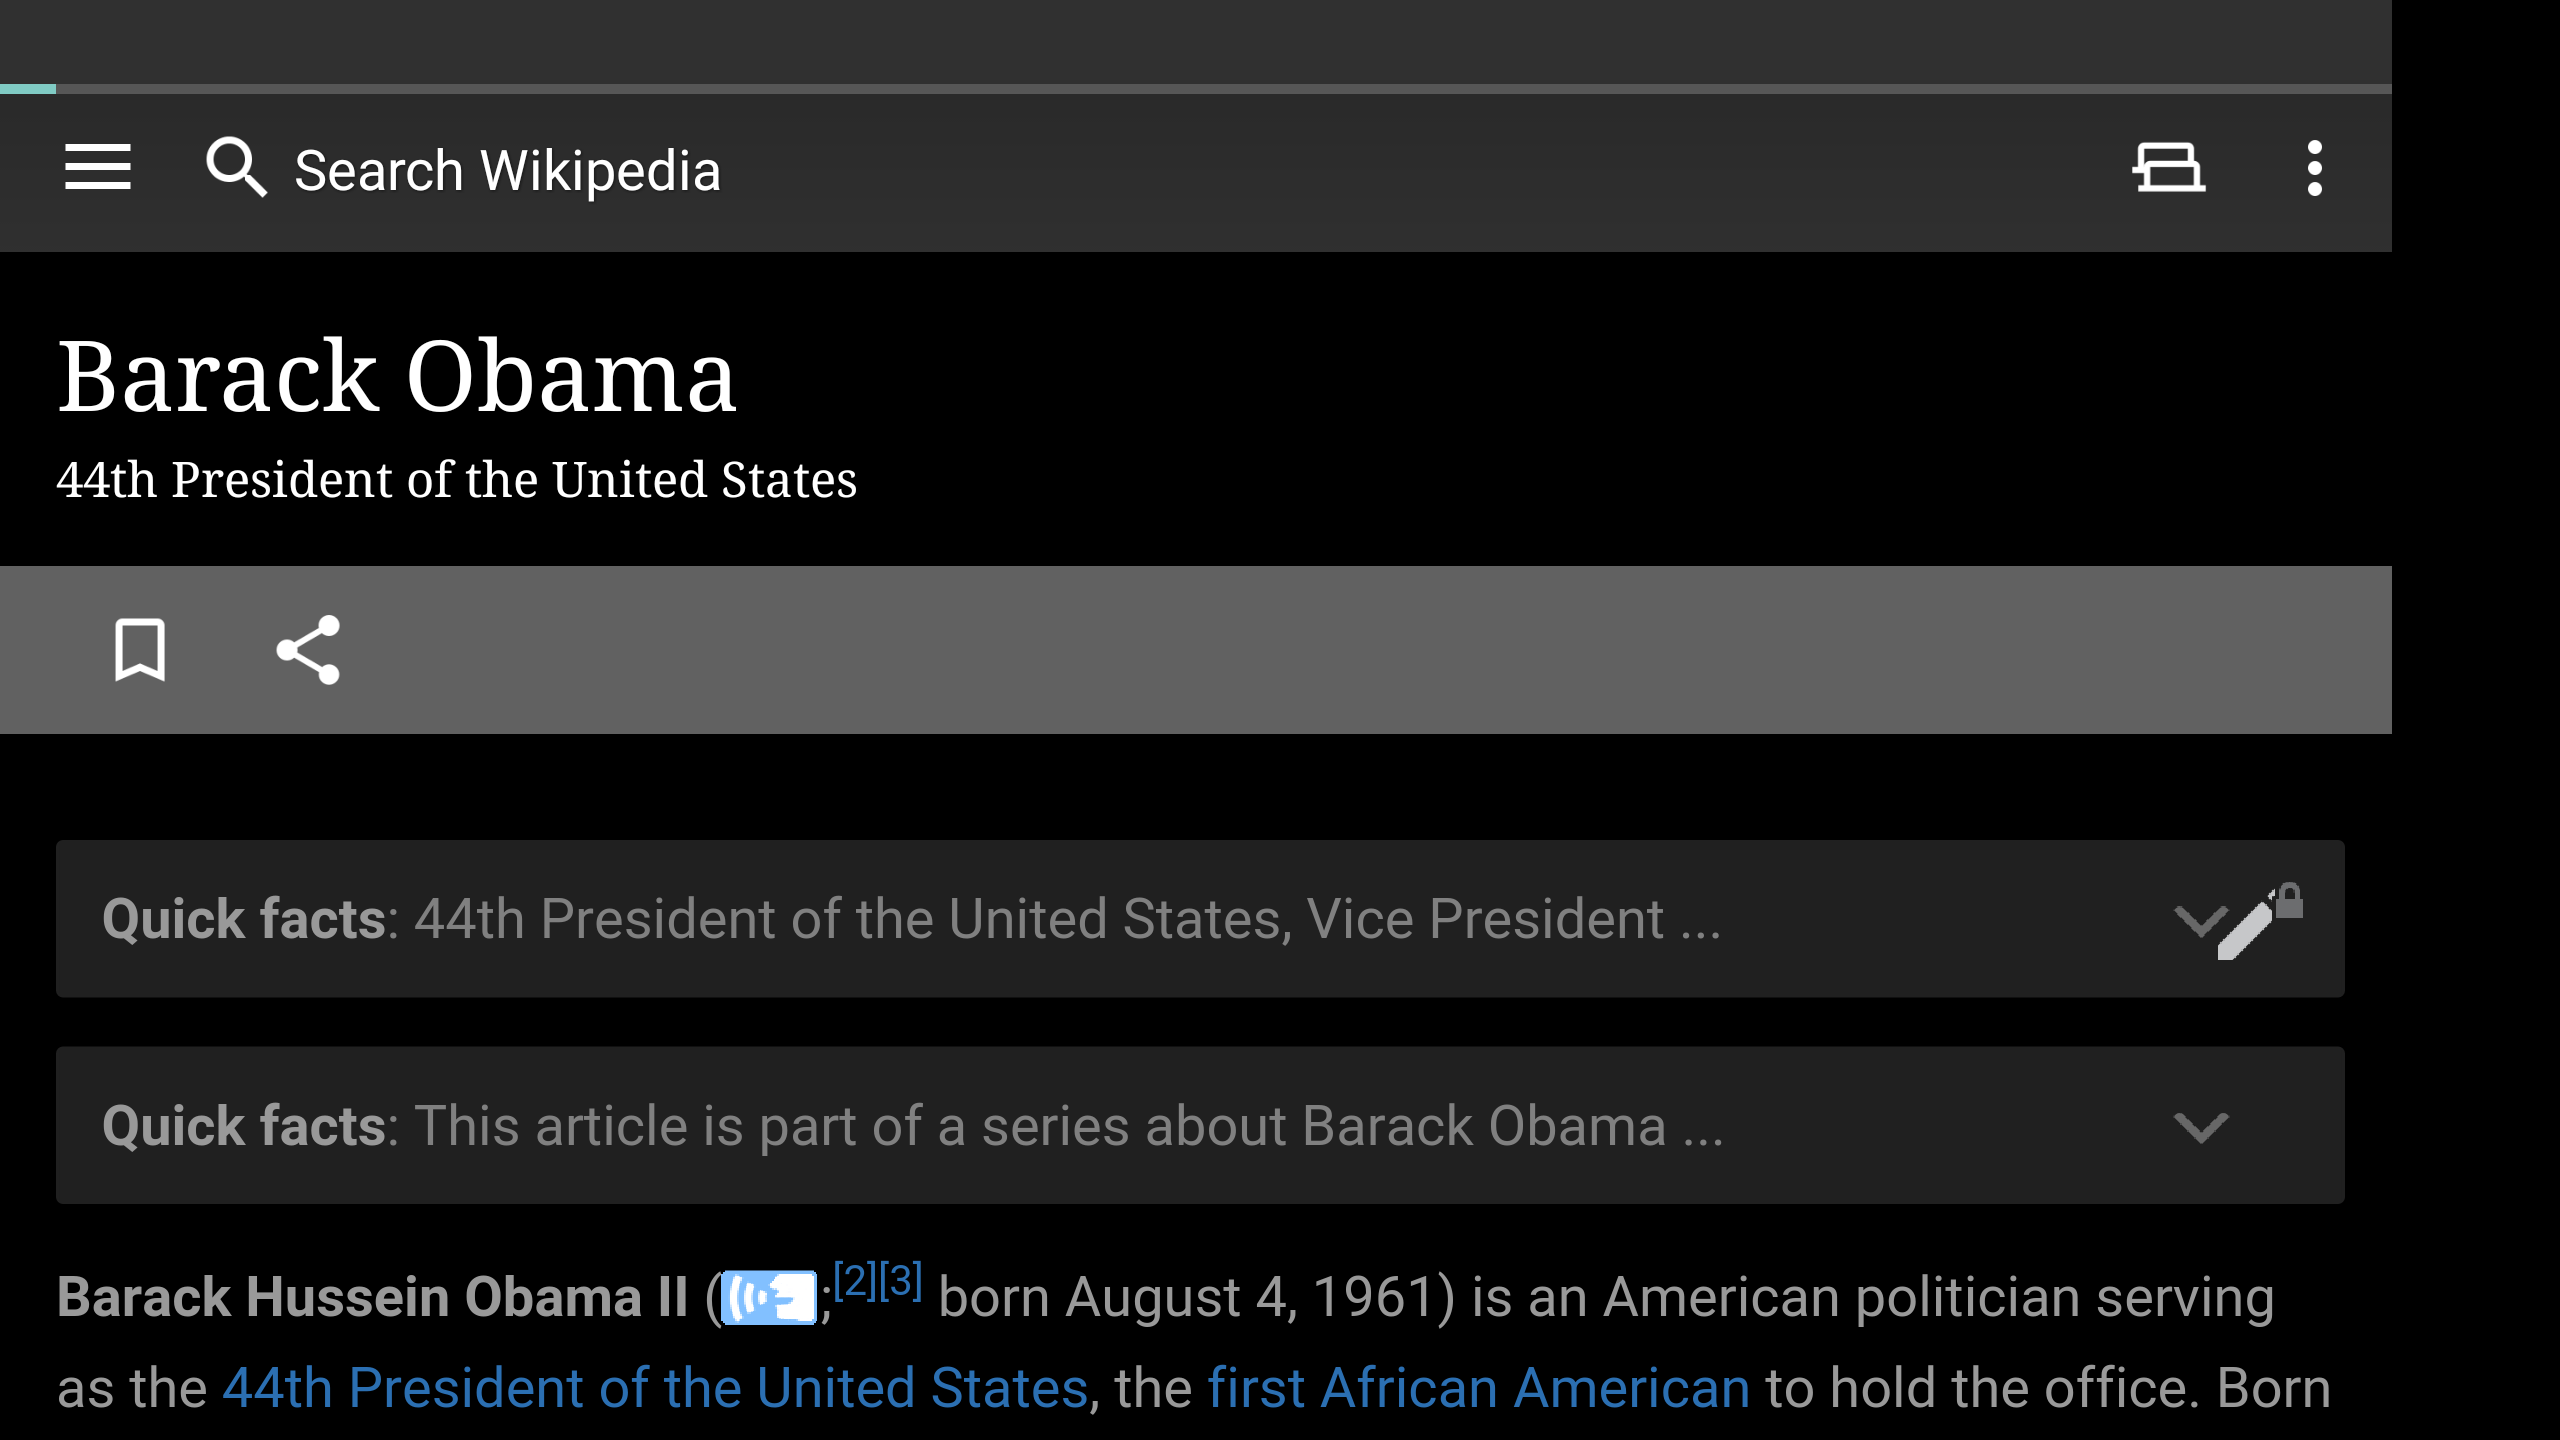 Search Wikipedia
Barack Obama
44th President of the United States
Quick facts: 44th President of the United States, Vice President ...
Quick facts: This article is part of a series about Barack Obama ...
Barack Hussein Obama II (;[2][3] born August 4, 1961) is an American politician serving
as the 44th President of the United States, the first African American to hold the office. Born